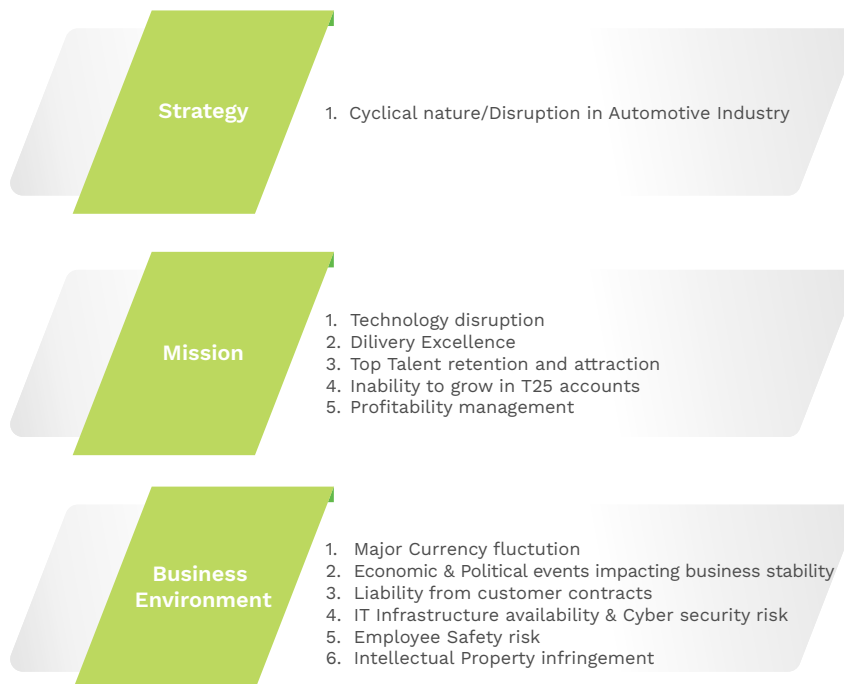 Strategy
1. Cyclical nature/Disruption in Automotive Industry
Mission
1. Technology disruption
2. Dilivery Excellence
3. Top Talent retention and attraction
4. Inability to grow in T25 accounts
5. Profitability management
Business
Environment
1. Major Currency fluctution
2. Economic & Political events impacting business stability
3. Liability from customer contracts
4. IT Infrastructure availability & Cyber security risk
5. Employee Safety risk
6. Intellectual Property infringement